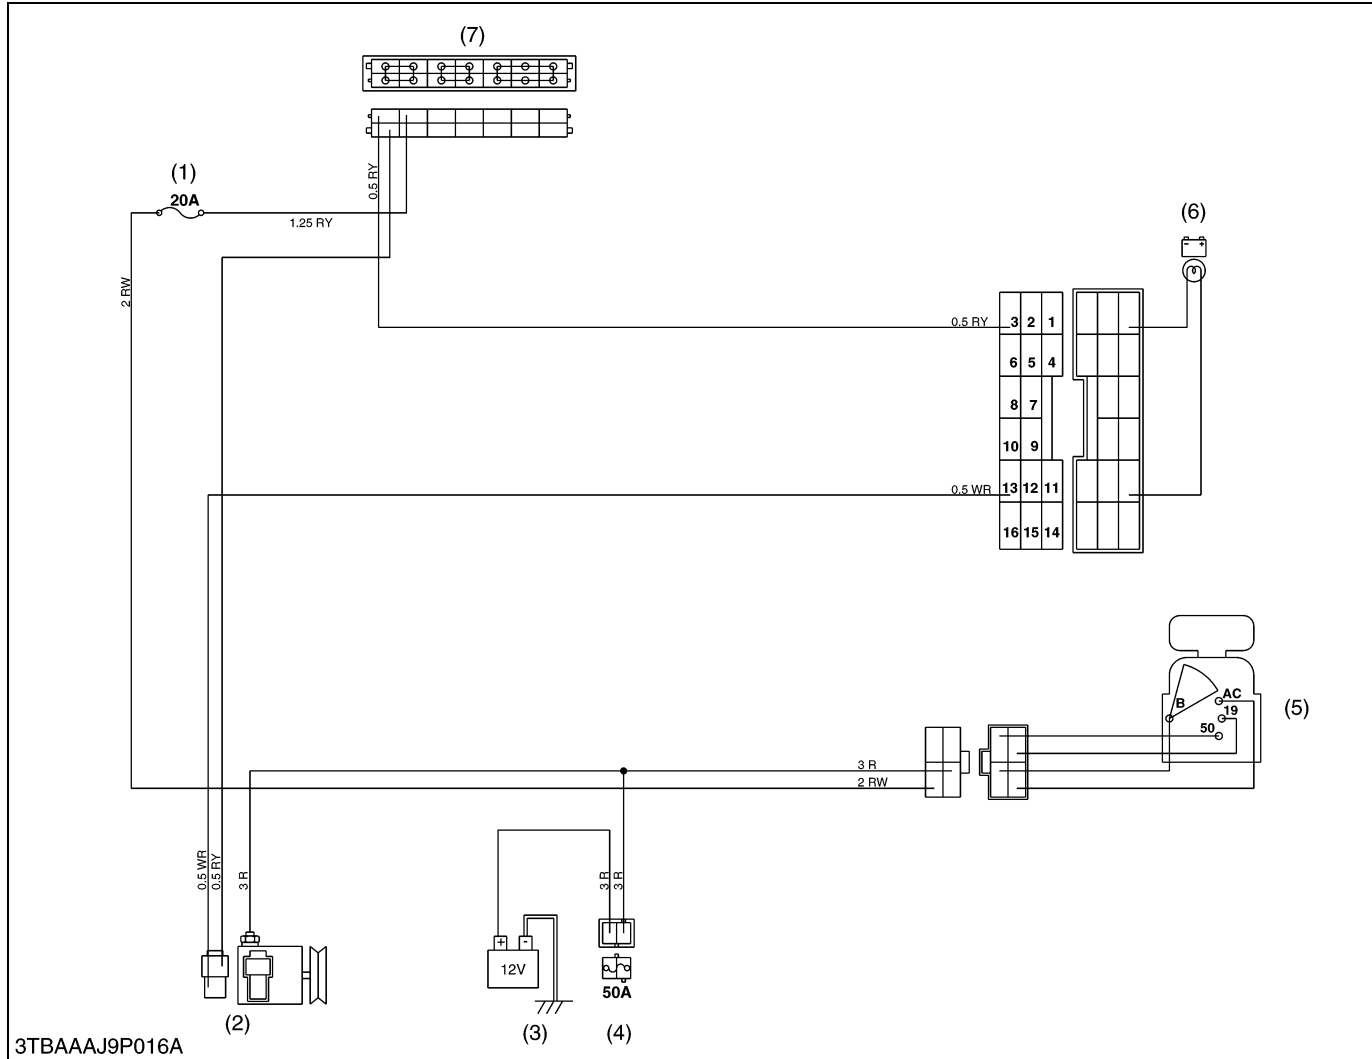 (7)
(1)
20A
0.5 RY
1.25 RY
(6)
- +
2 RW
0.5 RY
3 2 1
6 5 4
8 7
10 9
0.5 WR
13 12 11
16 15 14
B
AC
19
50
(5)
3 R
2 RW
0.5 WR
0.5 RY
3 R
3 R
3 R
+ -
12V
50A
(2)
(3)
(4)
3TBAAAJ9P016A